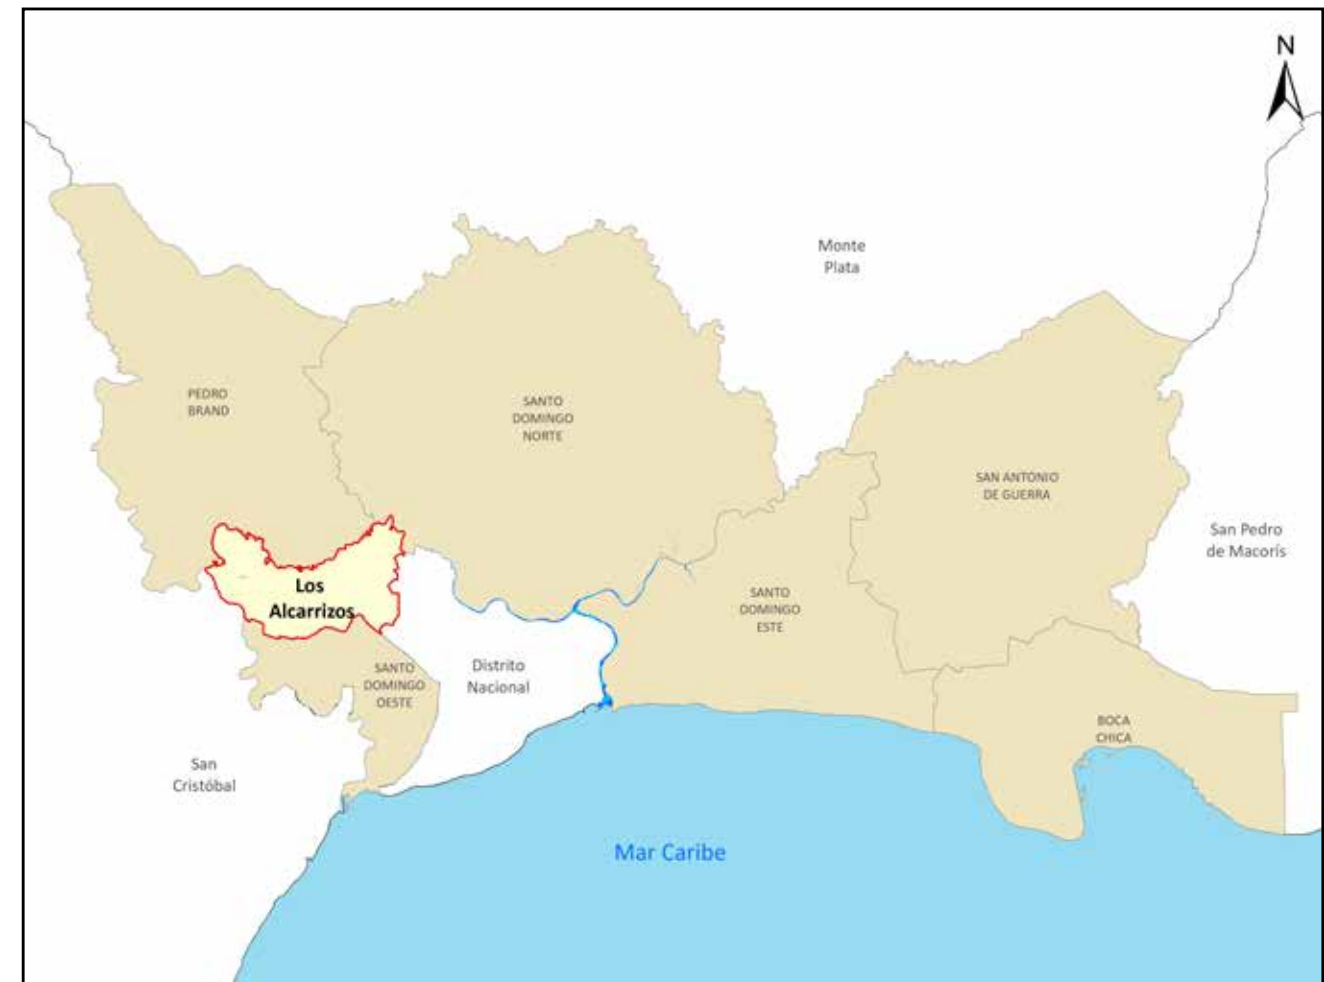 N
Monte
Plata
PEDRO
BRAND
SANTO
DOMINGO
NORTE
SAN ANTONIO
DE GUERRA
San Pedro
de Macorís
Los
Alcarrizos
SANTO
DOMINGO
ESTE
SANTO
DOMINGO
OESTE
Distrito
Nacional
BOCA
CHICA
San
Cristóbal
Mar Caribe